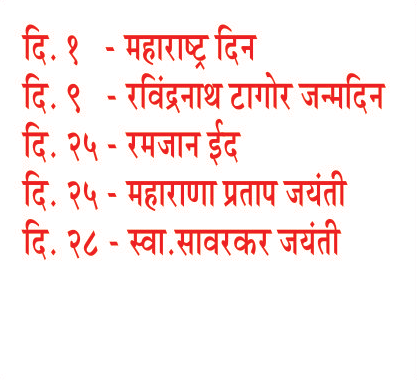 दि. १ - महाराष्ट्र दिन
दि. ९ - रविंद्रनाथ टागोर जन्मदिन
दि. २५ - रमजान ईद
दि. २५ - महाराणा प्रताप जयंती
दि. २८ - स्वा.सावरकर जयंती